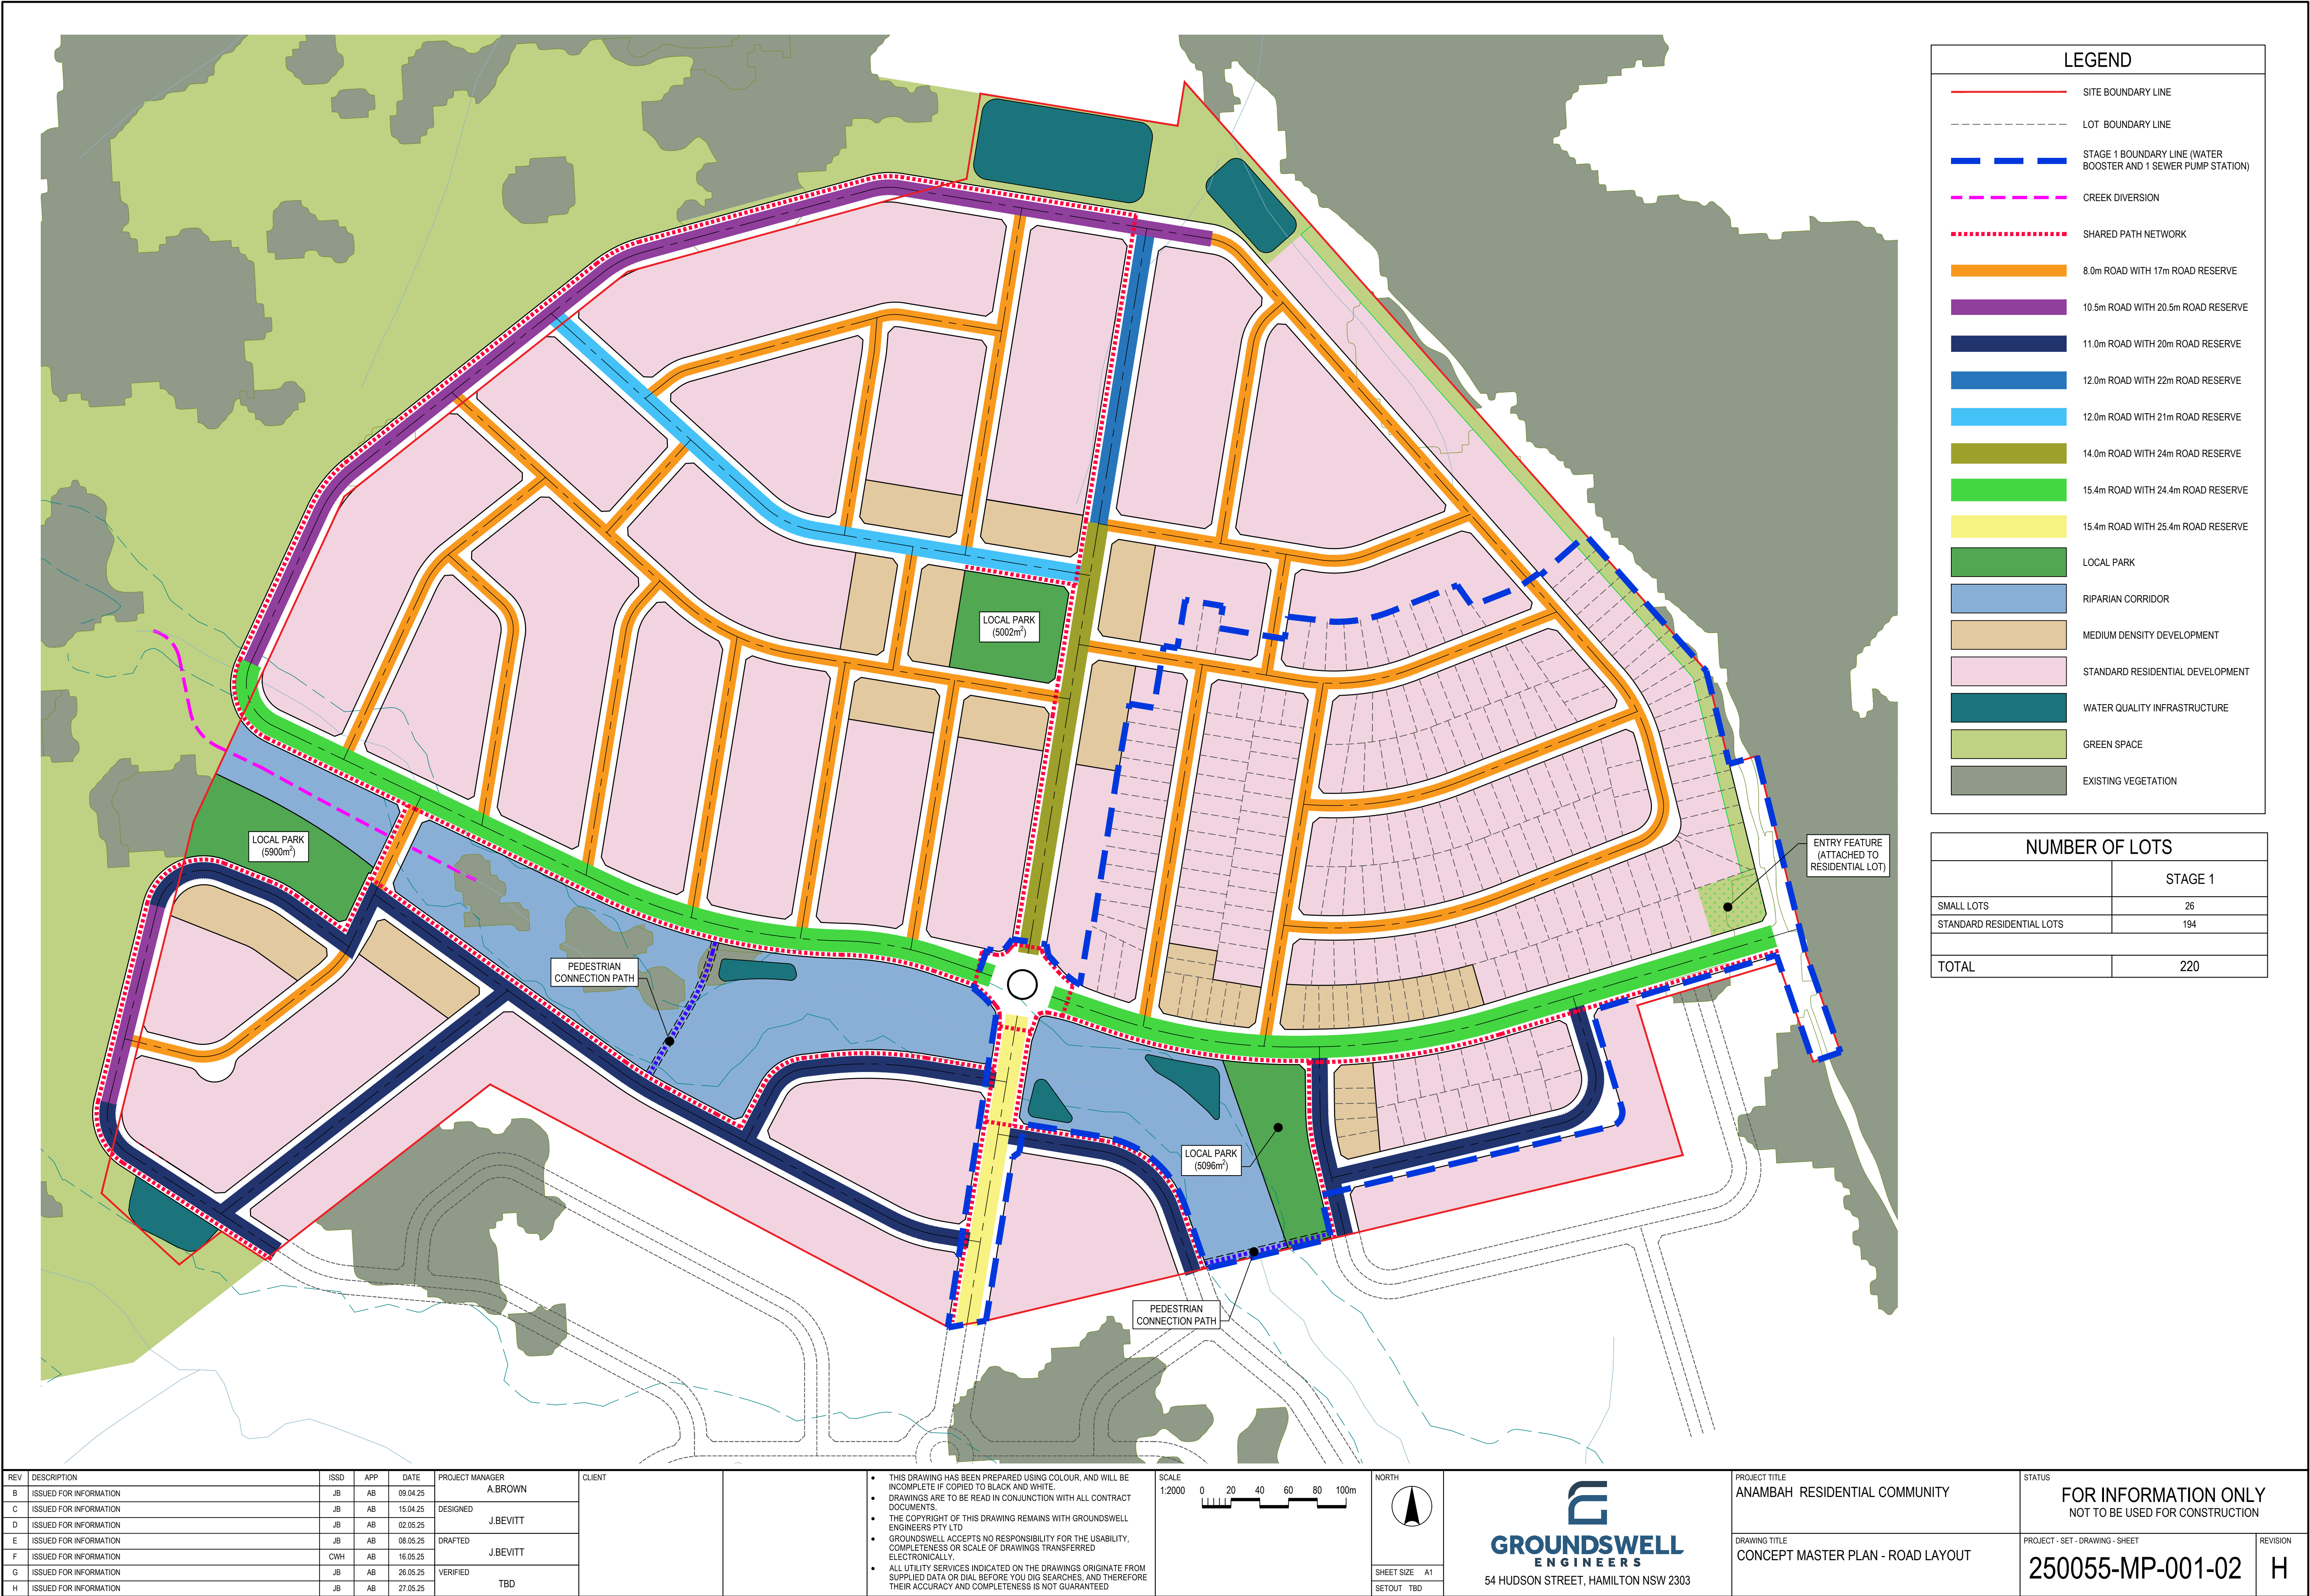 LEGEND
SITE BOUNDARY LINE
LOT BOUNDARY LINE
STAGE 1 BOUNDARY LINE (WATER
BOOSTER AND 1 SEWER PUMP STATION)
CREEK DIVERSION
SHARED PATH NETWORK
8.0m ROAD WITH 17m ROAD RESERVE
10.5m ROAD WITH 20.5m ROAD RESERVE
11.0m ROAD WITH 20m ROAD RESERVE
12.0m ROAD WITH 22m ROAD RESERVE
12.0m ROAD WITH 21m ROAD RESERVE
14.0m ROAD WITH 24m ROAD RESERVE
15.4m ROAD WITH 24.4m ROAD RESERVE
15.4m ROAD WITH 25.4m ROAD RESERVE
LOCAL PARK
RIPARIAN CORRIDOR
MEDIUM DENSITY DEVELOPMENT
STANDARD RESIDENTIAL DEVELOPMENT
WATER QUALITY INFRASTRUCTURE
GREEN SPACE
EXISTING VEGETATION
NUMBER OF LOTS
STAGE 1
SMALL LOTS 26
STANDARD RESIDENTIAL LOTS 194
TOTAL 220
LOCAL PARK
(5002m²)
LOCAL PARK
(5900m²)
ENTRY FEATURE
(ATTACHED TO
RESIDENTIAL LOT)
PEDESTRIAN
CONNECTION PATH
LOCAL PARK
(5096m²)
PEDESTRIAN
CONNECTION PATH
REV DESCRIPTION ISSD APP DATE
B ISSUED FOR INFORMATION JB AB 09.04.25
C ISSUED FOR INFORMATION JB AB 15.04.25
D ISSUED FOR INFORMATION JB AB 02.05.25
E ISSUED FOR INFORMATION JB AB 08.05.25
F ISSUED FOR INFORMATION CWH AB 16.05.25
G ISSUED FOR INFORMATION JB AB 26.05.25
H ISSUED FOR INFORMATION JB AB 27.05.25
PROJECT MANAGER
A.BROWN
DESIGNED
J.BEVITT
DRAFTED
J.BEVITT
VERIFIED
TBD
CLIENT
• THIS DRAWING HAS BEEN PREPARED USING COLOUR, AND WILL BE
INCOMPLETE IF COPIED TO BLACK AND WHITE.
• DRAWINGS ARE TO BE READ IN CONJUNCTION WITH ALL CONTRACT
DOCUMENTS.
• THE COPYRIGHT OF THIS DRAWING REMAINS WITH GROUNDSWELL
ENGINEERS PTY LTD
• GROUNDSWELL ACCEPTS NO RESPONSIBILITY FOR THE USABILITY,
COMPLETENESS OR SCALE OF DRAWINGS TRANSFERRED
ELECTRONICALLY.
• ALL UTILITY SERVICES INDICATED ON THE DRAWINGS ORIGINATE FROM
SUPPLIED DATA OR DIAL BEFORE YOU DIG SEARCHES, AND THEREFORE
THEIR ACCURACY AND COMPLETENESS IS NOT GUARANTEED
SCALE
1:2000 0 20 40 60 80 100m
NORTH
SHEET SIZE A1
SETOUT TBD
GROUNDSWELL
ENGINEERS
54 HUDSON STREET, HAMILTON NSW 2303
PROJECT TITLE
ANAMBAH RESIDENTIAL COMMUNITY
DRAWING TITLE
CONCEPT MASTER PLAN - ROAD LAYOUT
STATUS
FOR INFORMATION ONLY
NOT TO BE USED FOR CONSTRUCTION
PROJECT - SET - DRAWING - SHEET
250055-MP-001-02
REVISION
H